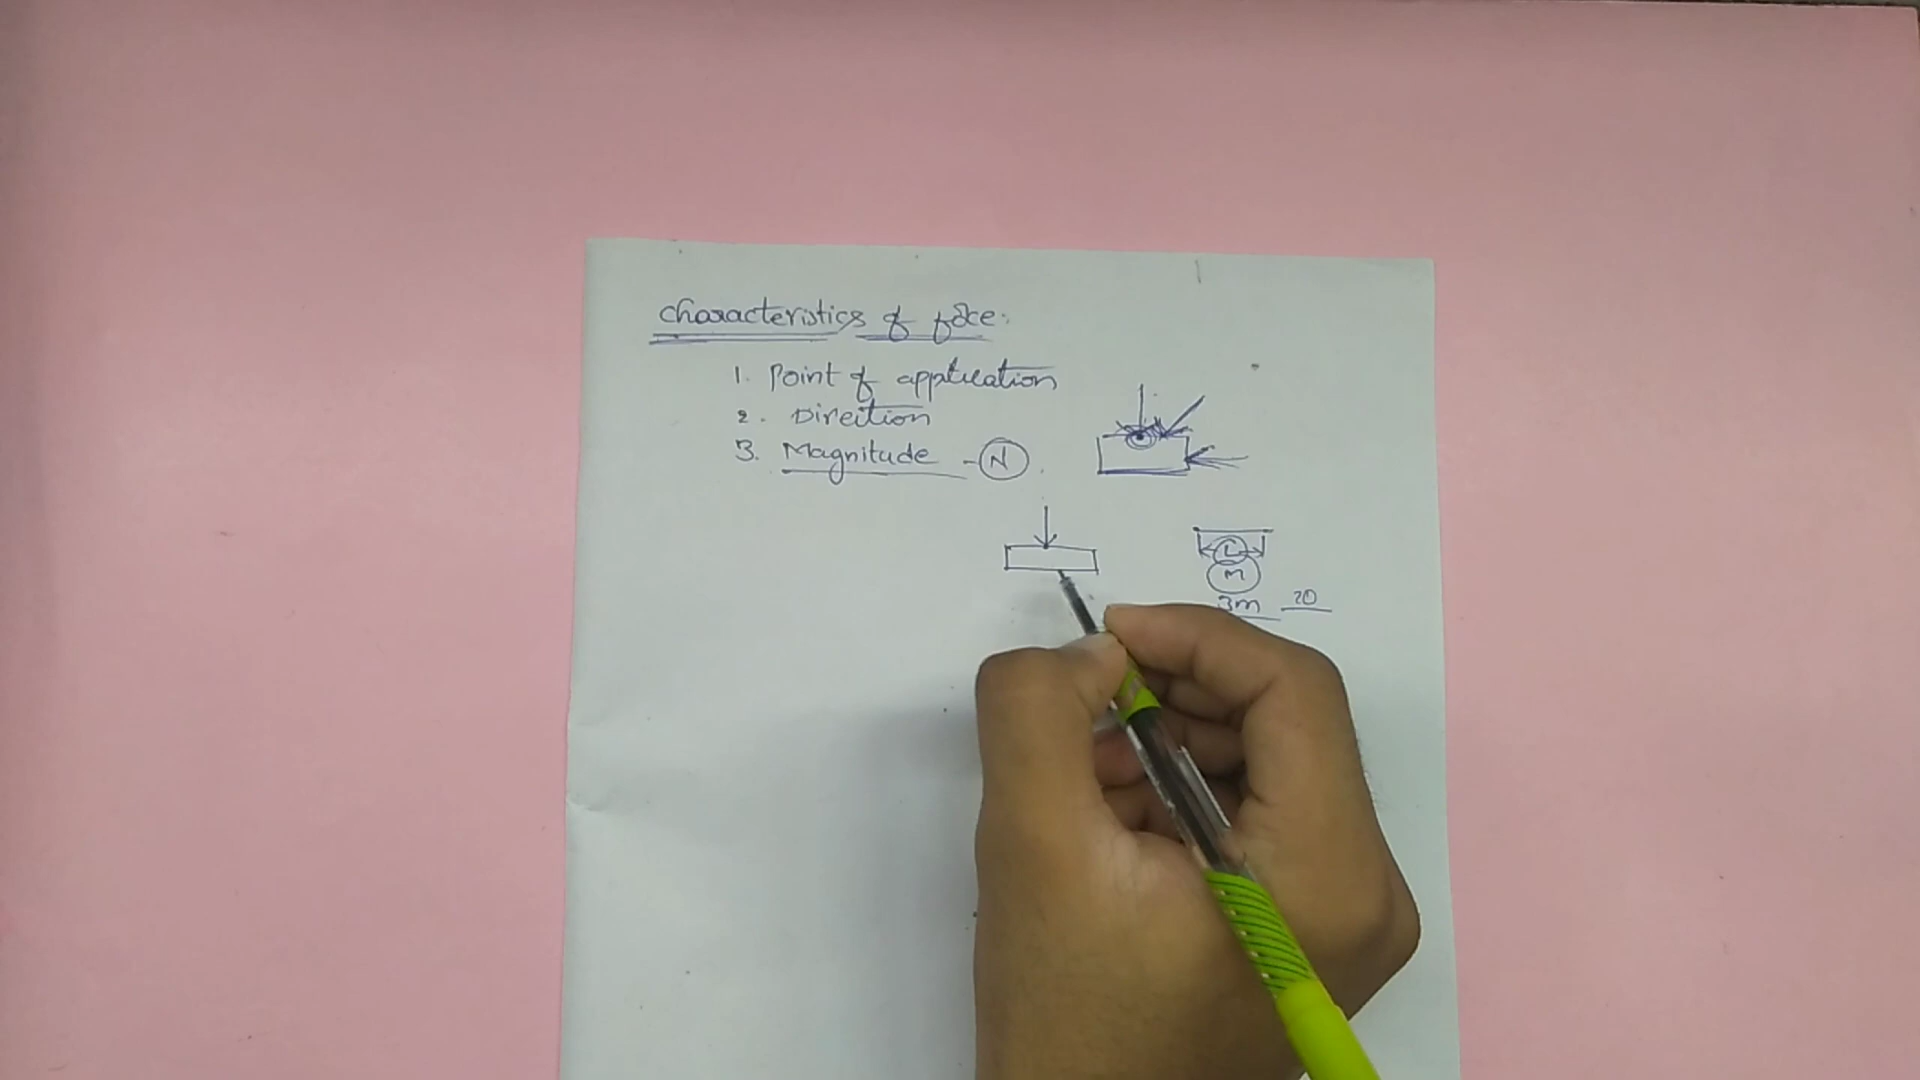 characteristics of force:
1. Point of application
2. Direction
3. Magnitude - N
L
M
3m 20